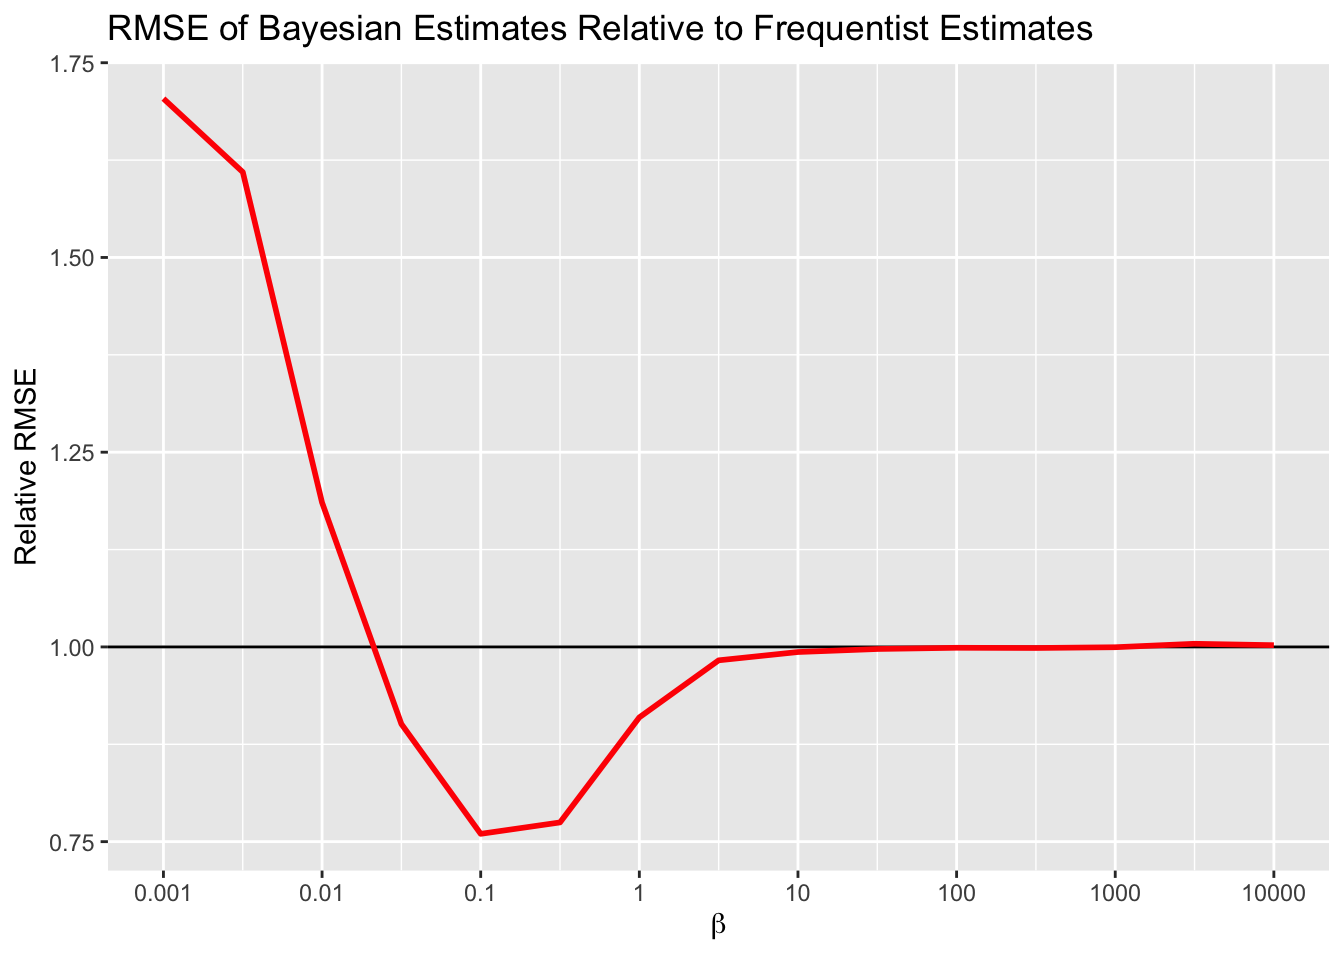 RMSE of Bayesian Estimates Relative to Frequentist Estimates
Relative RMSE
1.75
1.50
1.25
1.00
0.75
0.001 0.01 0.1 1 10 100 1000 10000
β